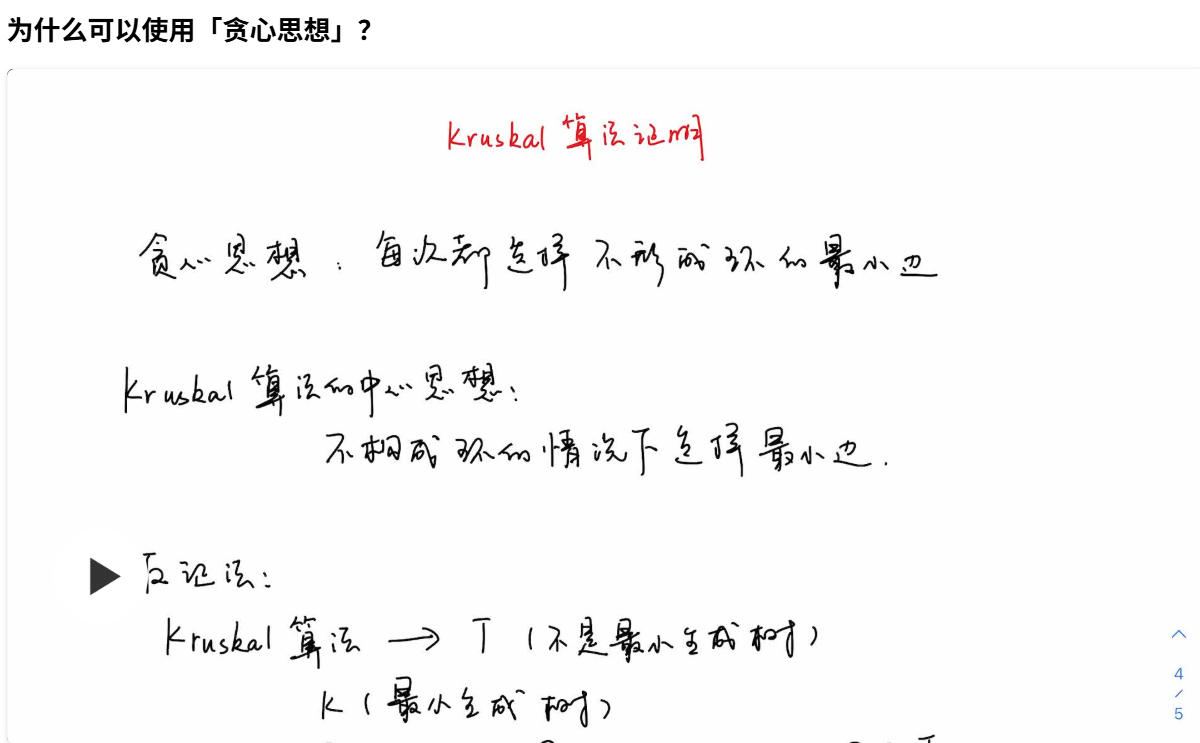 为什么可以使用「贪心思想」？
Kruskal 算法证明
贪心思想：每次都选择不形成环的最小边
Kruskal 算法的中心思想：
不构成环的情况下选择最小边.
反证法：
Kruskal 算法 → T（不是最小生成树）
K（最小生成树）
4
/
5